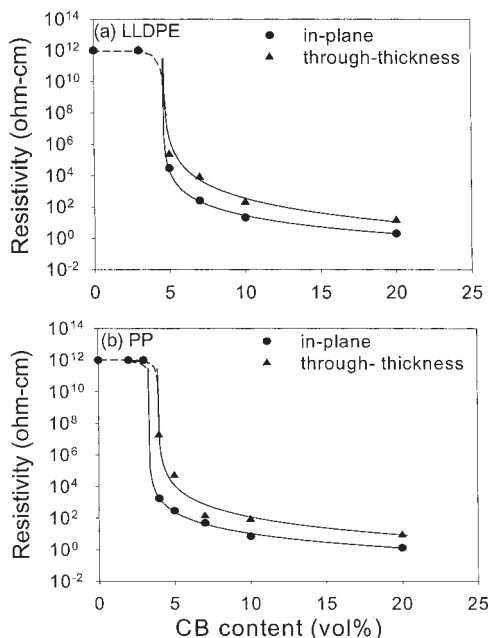 10^14
(a) LLDPE
in-plane
10^12
through-thickness
10^10
10^8
10^6
10^4
10^2
10^0
10^-2
Resistivity (ohm-cm)
0 5 10 15 20 25
10^14
(b) PP
in-plane
10^12
through- thickness
10^10
10^8
10^6
10^4
10^2
10^0
10^-2
Resistivity (ohm-cm)
0 5 10 15 20 25
CB content (vol%)